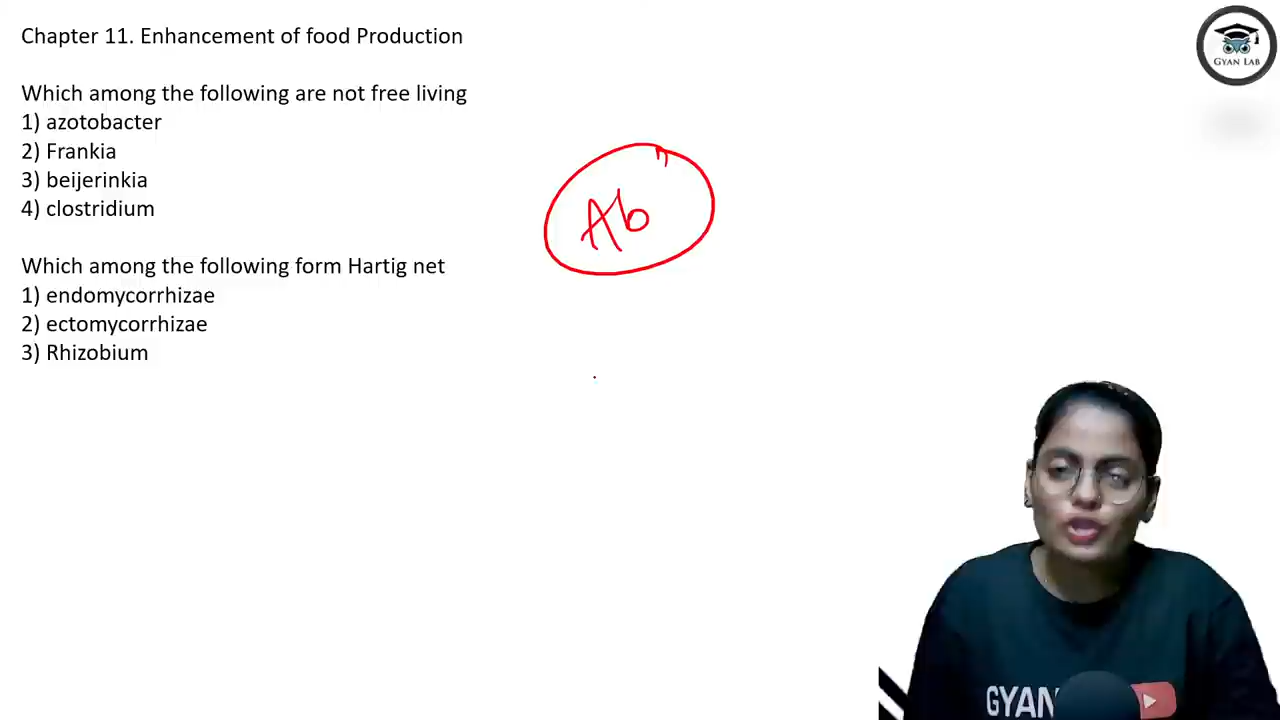 Chapter 11. Enhancement of food Production
GYAN LAB
Which among the following are not free living
1) azotobacter
2) Frankia
3) beijerinkia
4) clostridium
Ab
Which among the following form Hartig net
1) endomycorrhizae
2) ectomycorrhizae
3) Rhizobium
GYAN